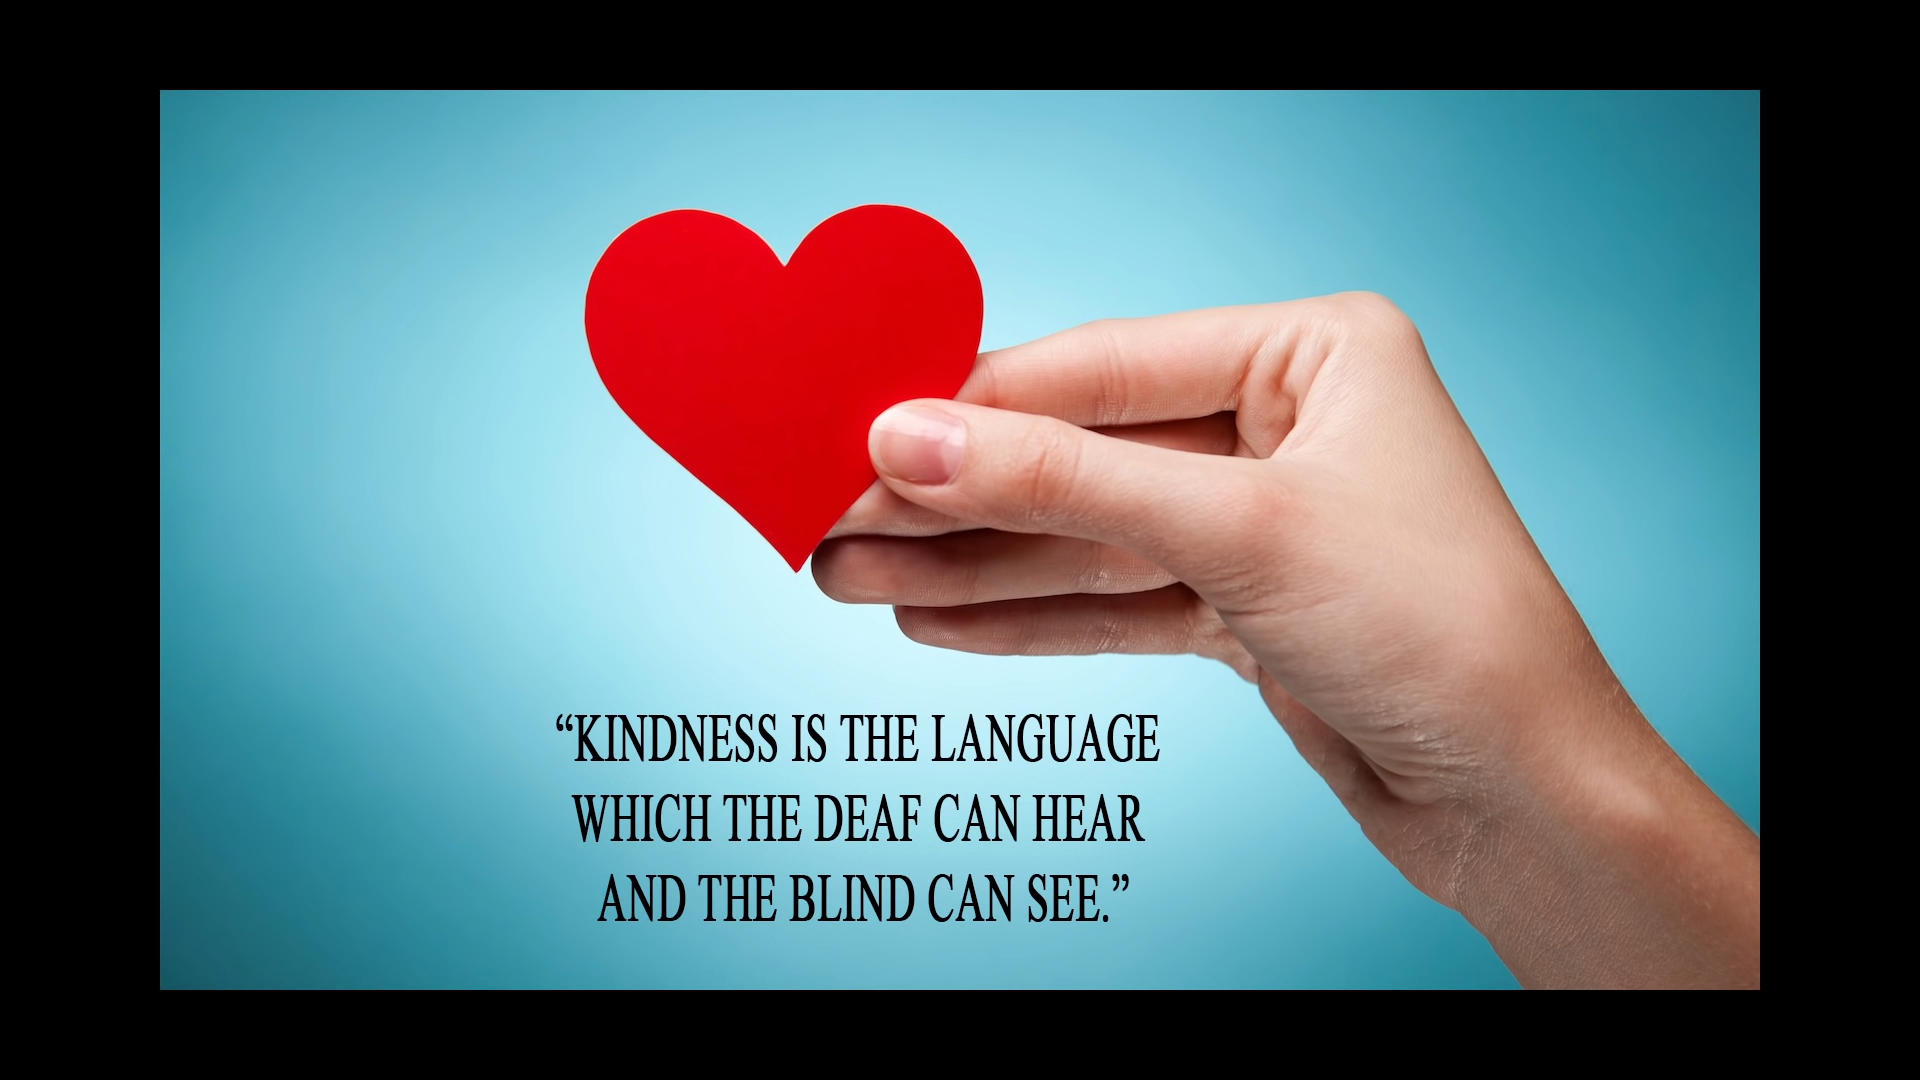 “KINDNESS IS THE LANGUAGE
WHICH THE DEAF CAN HEAR
AND THE BLIND CAN SEE.”